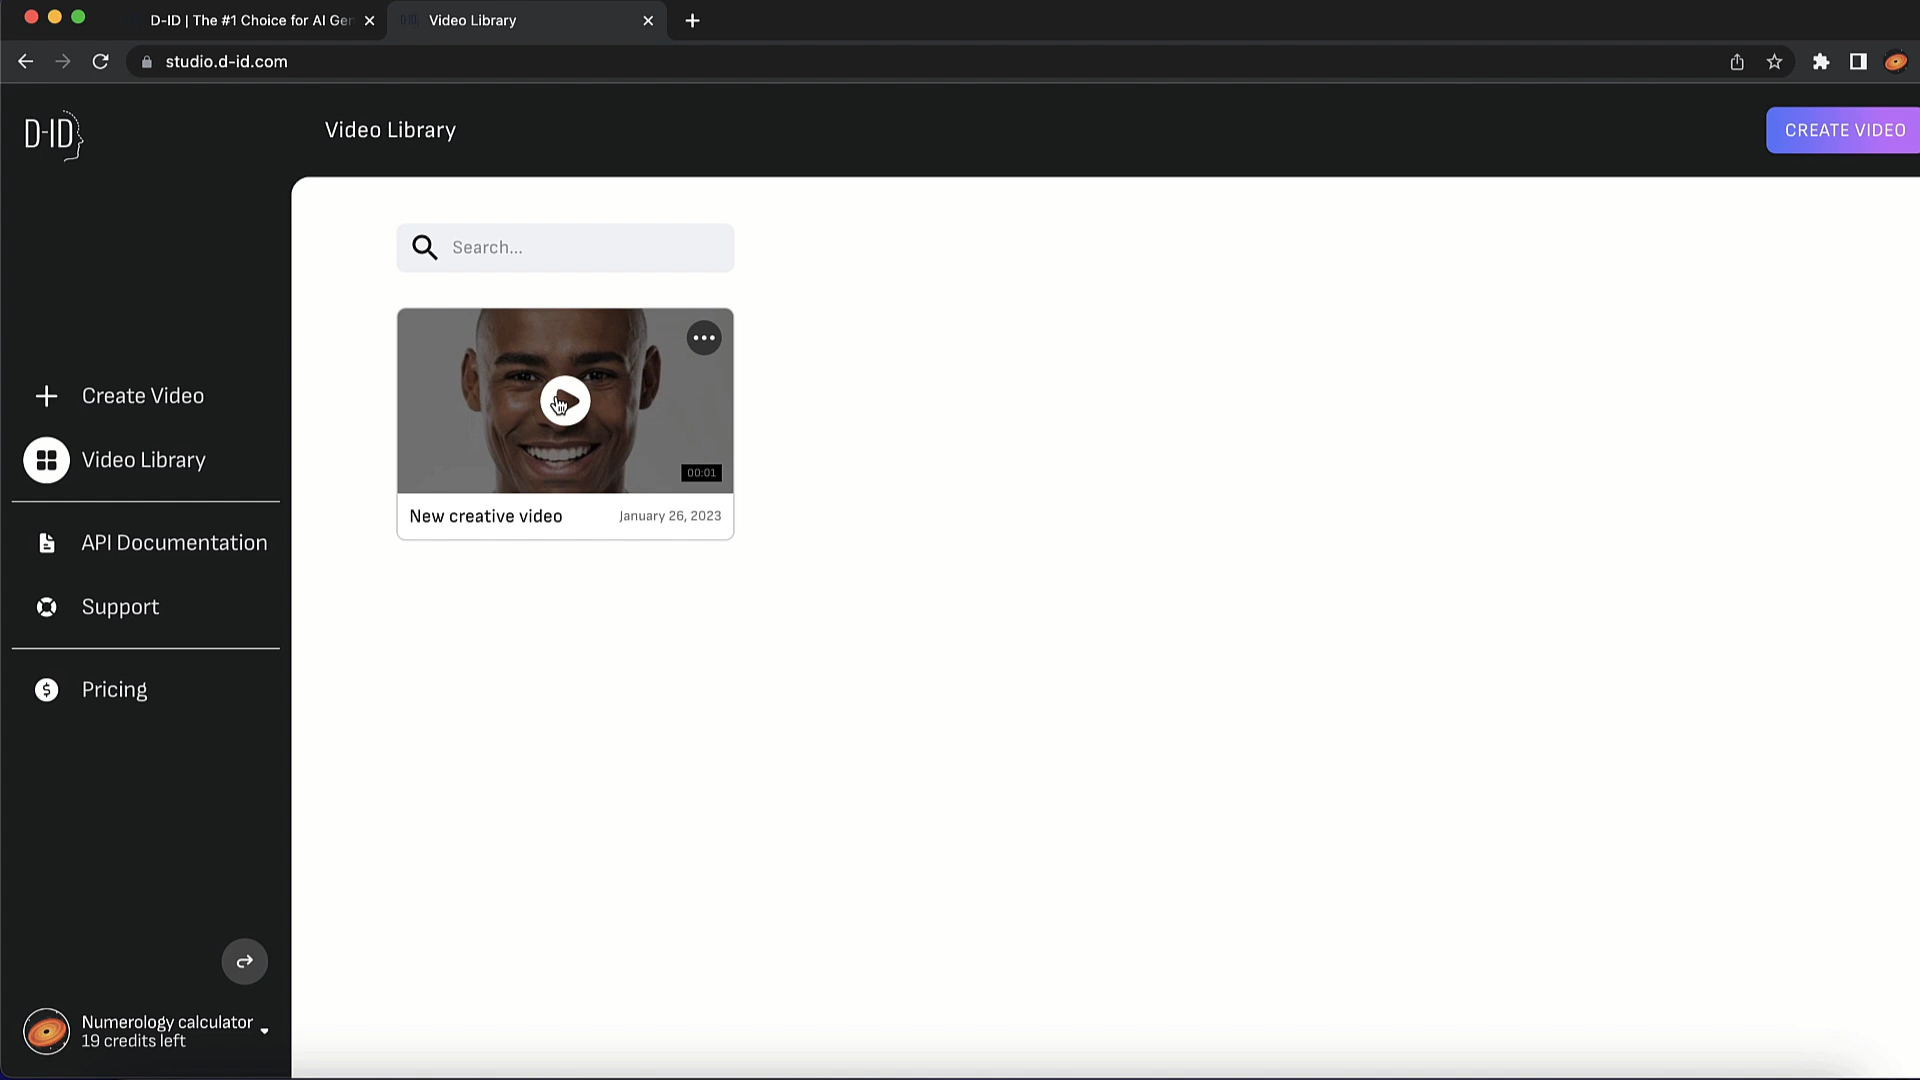 D-ID | The #1 Choice for AI Ger
Video Library
studio.d-id.com
D-ID
Video Library
CREATE VIDEO
Search...
00:01
New creative video
January 26, 2023
Create Video
Video Library
API Documentation
Support
Pricing
Numerology calculator
19 credits left